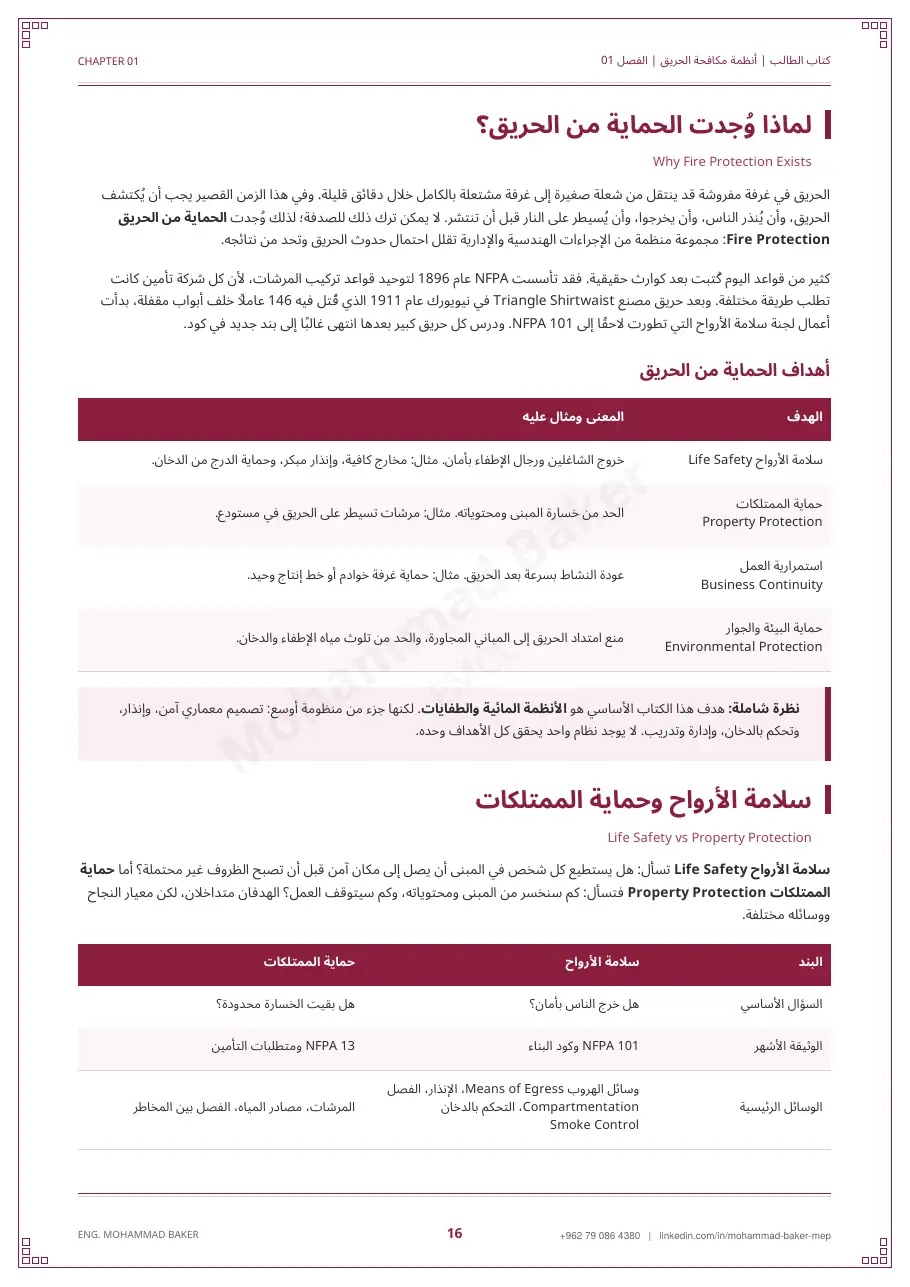 كتاب الطالب | أنظمة مكافحة الحريق | الفصل 01
CHAPTER 01
لماذا وُجدت الحماية من الحريق؟
Why Fire Protection Exists
الحريق في غرفة مفروشة قد ينتقل من شعلة صغيرة إلى غرفة مشتعلة بالكامل خلال دقائق قليلة. وفي هذا الزمن القصير يجب أن يُكتشف
الحريق، وأن يُنذر الناس، وأن يخرجوا، وأن يُسيطر على النار قبل أن تنتشر. لا يمكن ترك ذلك للصدفة؛ لذلك وُجدت الحماية من الحريق
Fire Protection: مجموعة منظمة من الإجراءات الهندسية والإدارية تقلل احتمال حدوث الحريق وتحد من نتائجه.
كثير من قواعد اليوم كُتبت بعد كوارث حقيقية. فقد تأسست NFPA عام 1896 لتوحيد قواعد تركيب المرشات، لأن كل شركة تأمين كانت
تطلب طريقة مختلفة. وبعد حريق مصنع Triangle Shirtwaist في نيويورك عام 1911 الذي قُتل فيه 146 عاملًا خلف أبواب مقفلة، بدأت
أعمال لجنة سلامة الأرواح التي تطورت لاحقًا إلى NFPA 101. ودرس كل حريق كبير بعدها انتهى غالبًا إلى بند جديد في كود.
أهداف الحماية من الحريق
الهدف المعنى ومثال عليه
سلامة الأرواح Life Safety خروج الشاغلين ورجال الإطفاء بأمان. مثال: مخارج كافية، وإنذار مبكر، وحماية الدرج من الدخان.
حماية الممتلكات
Property Protection
الحد من خسارة المبنى ومحتوياته. مثال: مرشات تسيطر على الحريق في مستودع.
استمرارية العمل
Business Continuity
عودة النشاط بسرعة بعد الحريق. مثال: حماية غرفة خوادم أو خط إنتاج وحيد.
حماية البيئة والجوار
Environmental Protection
منع امتداد الحريق إلى المباني المجاورة، والحد من تلوث مياه الإطفاء والدخان.
Mohammad Baker
نظرة شاملة: هدف هذا الكتاب الأساسي هو الأنظمة المائية والطفايات. لكنها جزء من منظومة أوسع: تصميم معماري آمن، وإنذار،
وتحكم بالدخان، وإدارة وتدريب. لا يوجد نظام واحد يحقق كل الأهداف وحده.
سلامة الأرواح وحماية الممتلكات
Life Safety vs Property Protection
سلامة الأرواح Life Safety تسأل: هل يستطيع كل شخص في المبنى أن يصل إلى مكان آمن قبل أن تصبح الظروف غير محتملة؟ أما حماية
الممتلكات Property Protection فتسأل: كم سنخسر من المبنى ومحتوياته، وكم سيتوقف العمل؟ الهدفان متداخلان، لكن معيار النجاح
ووسائله مختلفة.
البند سلامة الأرواح حماية الممتلكات
السؤال الأساسي هل خرج الناس بأمان؟ هل بقيت الخسارة محدودة؟
الوثيقة الأشهر NFPA 101 وكود البناء NFPA 13 ومتطلبات التأمين
الوسائل الرئيسية
وسائل الهروب Means of Egress، الإنذار، الفصل
Compartmentation، التحكم بالدخان
Smoke Control
المرشات، مصادر المياه، الفصل بين المخاطر
ENG. MOHAMMAD BAKER
16
+962 79 086 4380 | linkedin.com/in/mohammad-baker-mep